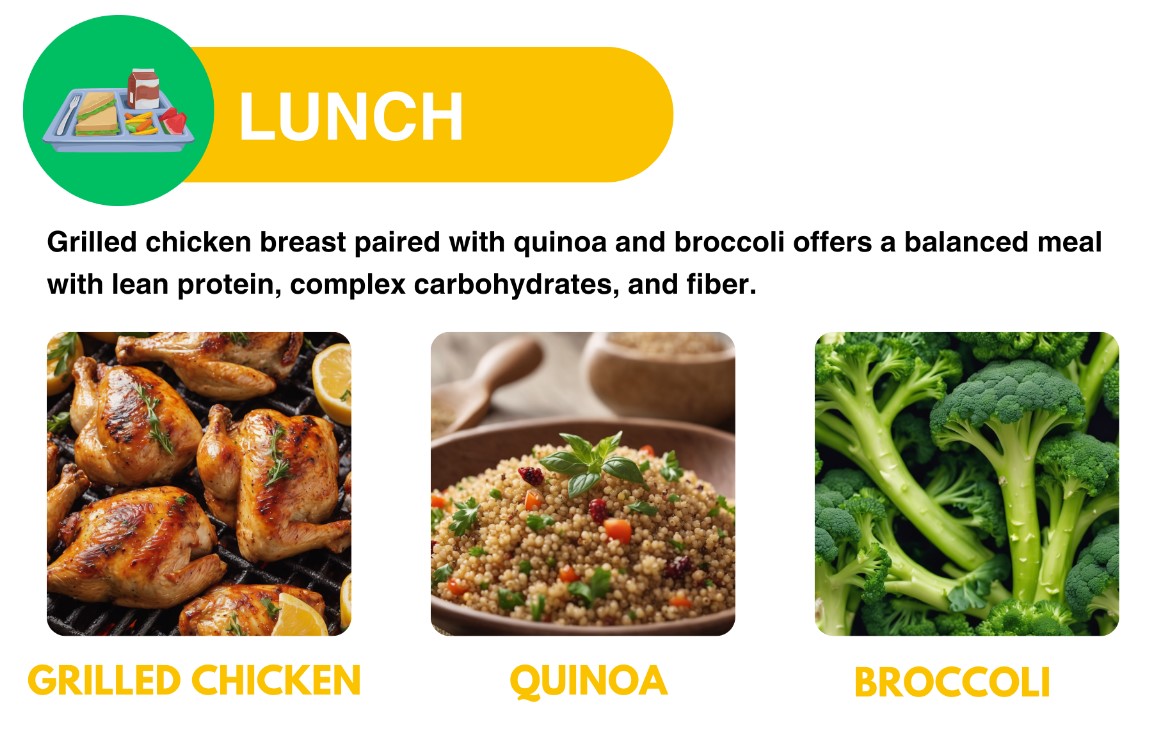 LUNCH
Grilled chicken breast paired with quinoa and broccoli offers a balanced meal
with lean protein, complex carbohydrates, and fiber.
GRILLED CHICKEN
QUINOA
BROCCOLI